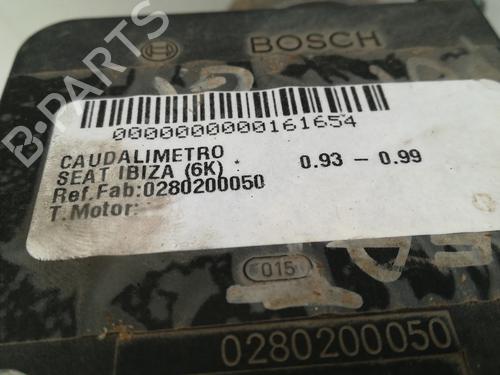 BOSCH
0000000000161654
CAUDALIMETRO
SEAT IBIZA (6K) . 0.93 - 0.99
Ref.Fab:0280200050
T.Motor:-
015
0280200050
B-PARTS